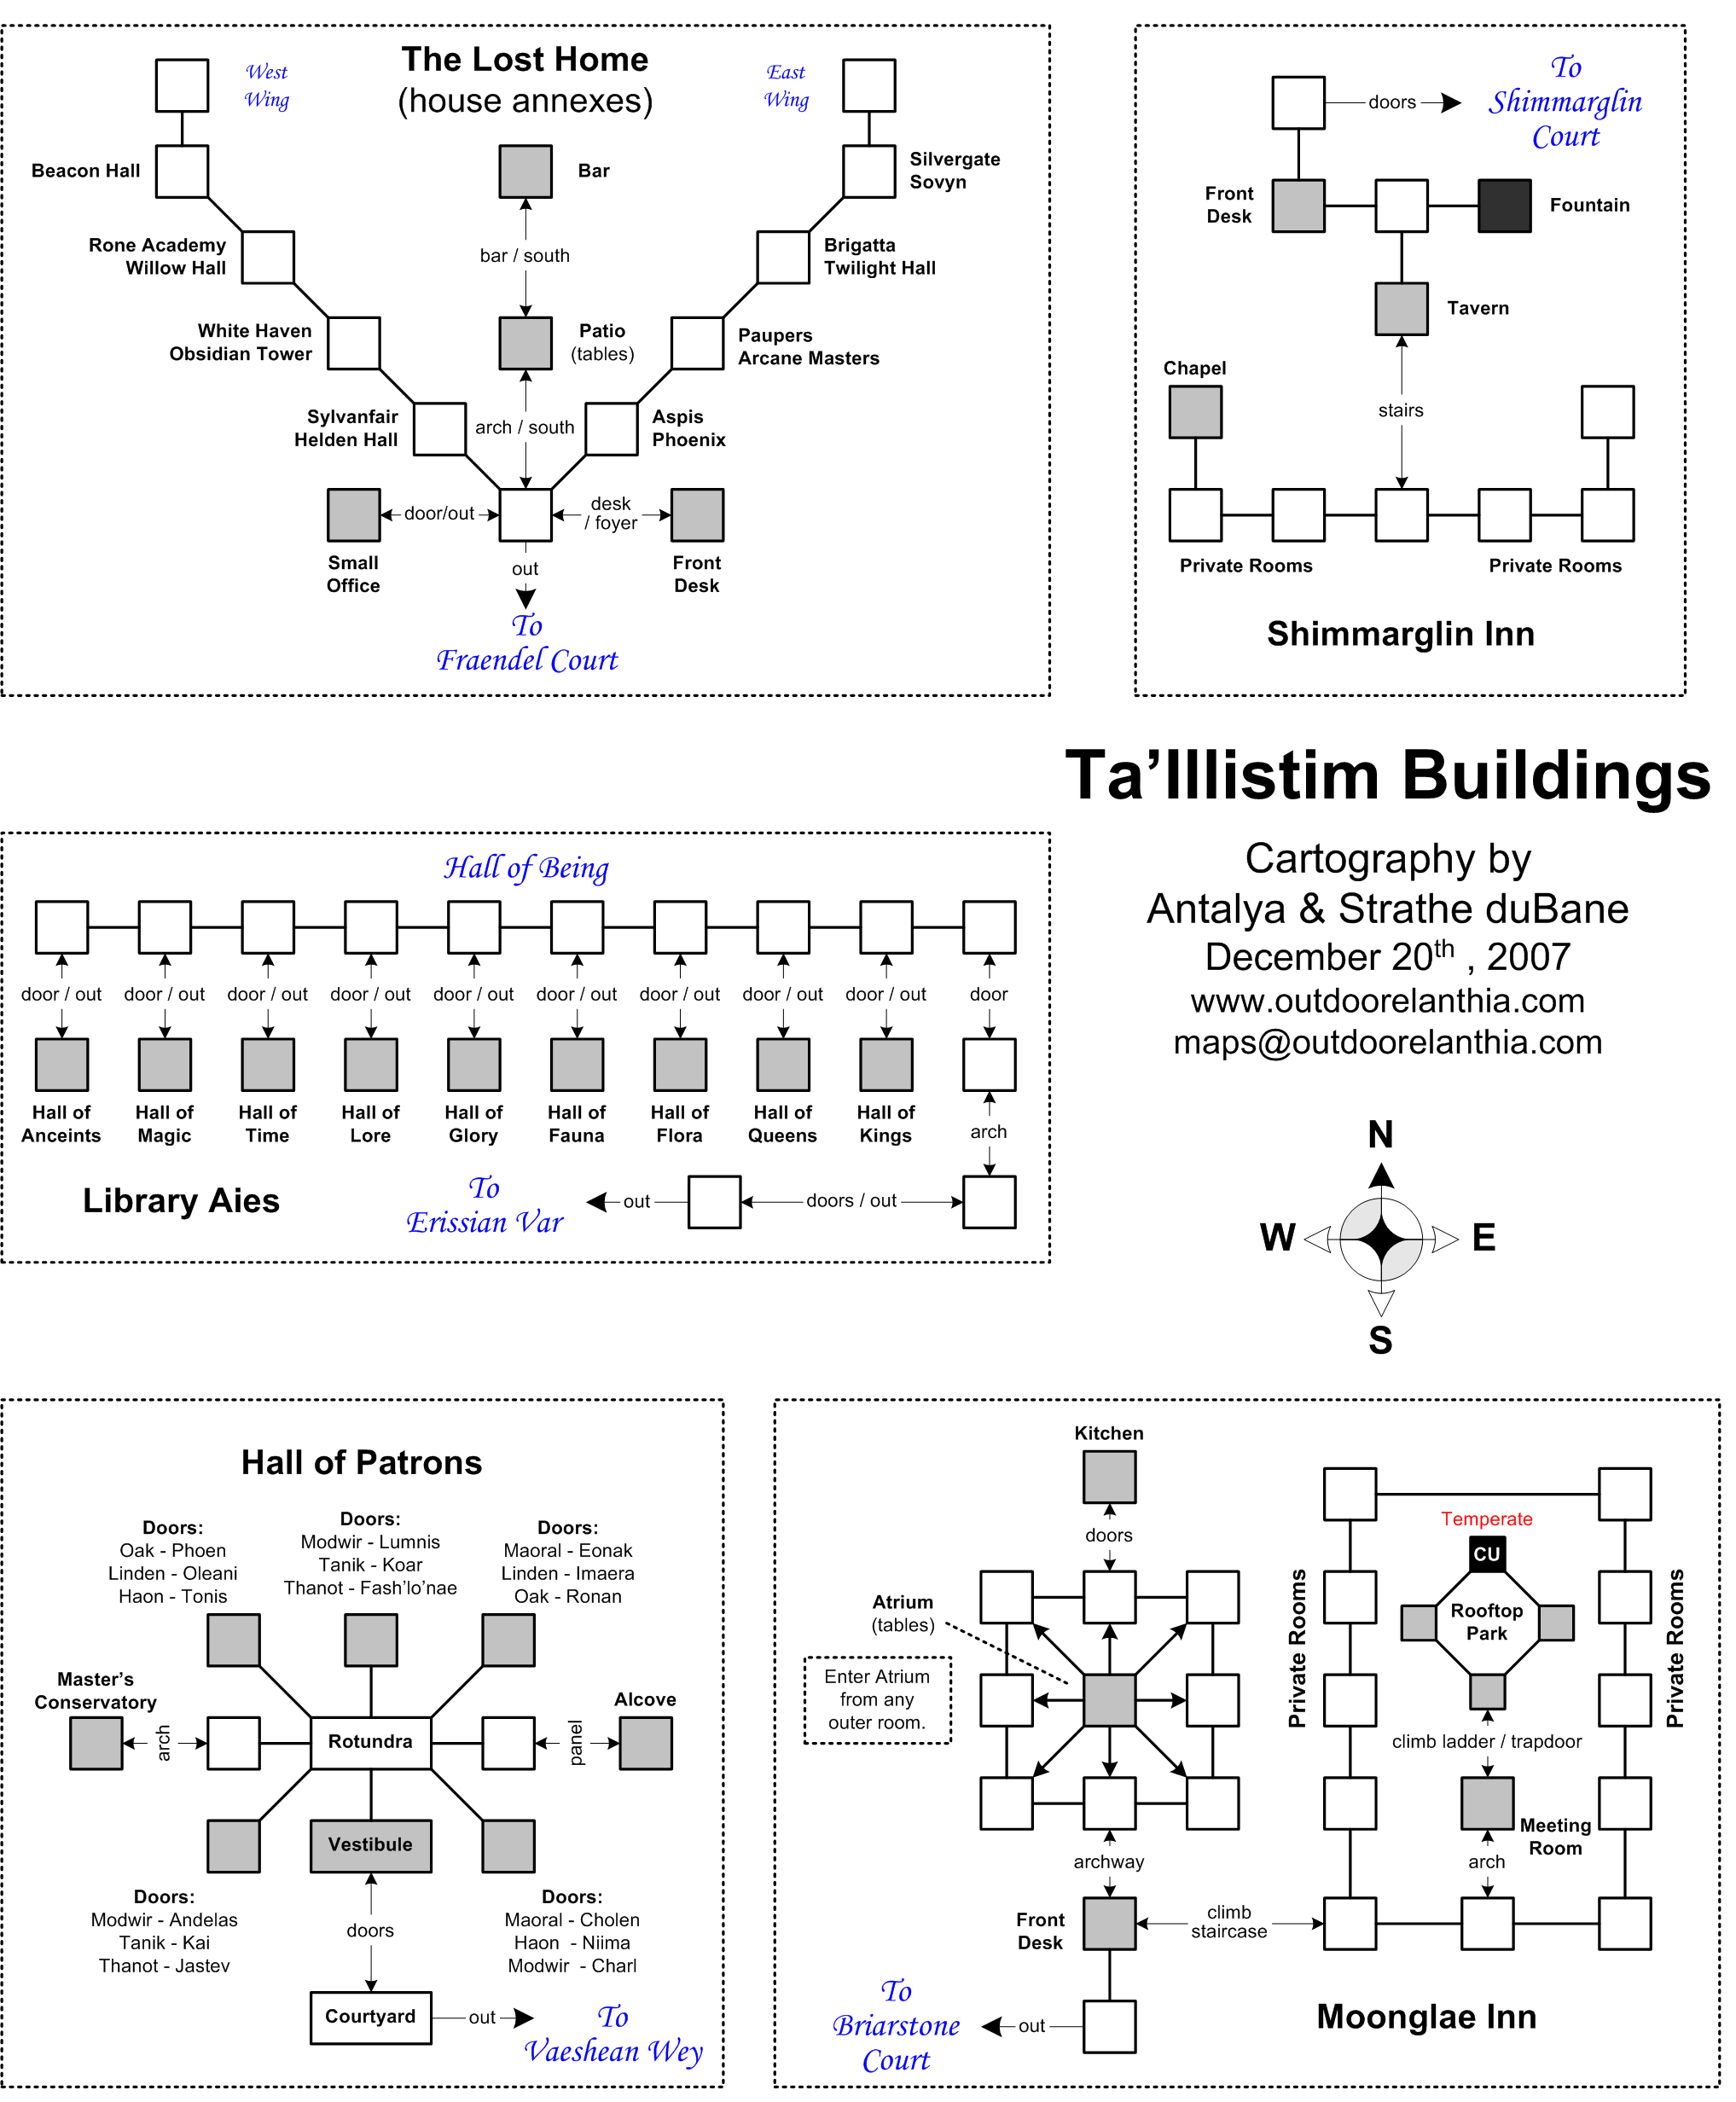 The Lost Home
(house annexes)
West
Wing
East
Wing
Beacon Hall
Bar
Silvergate
Sovyn
Rone Academy
Willow Hall
bar / south
Brigatta
Twilight Hall
White Haven
Obsidian Tower
Patio
(tables)
Paupers
Arcane Masters
Sylvanfair
Helden Hall
arch / south
Aspis
Phoenix
door/out
desk
/ foyer
Small
Office
out
Front
Desk
To
Fraendel Court
doors
To
Shimmarglin
Court
Front
Desk
Fountain
Tavern
Chapel
stairs
Private Rooms
Private Rooms
Shimmarglin Inn
Ta'Illistim Buildings
Cartography by
Antalya & Strathe duBane
December 20th , 2007
www.outdoorelanthia.com
maps@outdoorelanthia.com
N
W
E
S
Hall of Being
door / out door / out door / out door / out door / out door / out door / out door / out door / out door
Hall of
Anceints
Hall of
Magic
Hall of
Time
Hall of
Lore
Hall of
Glory
Hall of
Fauna
Hall of
Flora
Hall of
Queens
Hall of
Kings
arch
Library Aies
To
Erissian Var
out
doors / out
Hall of Patrons
Doors:
Oak - Phoen
Linden - Oleani
Haon - Tonis
Doors:
Modwir - Lumnis
Tanik - Koar
Thanot - Fash'lo'nae
Doors:
Maoral - Eonak
Linden - Imaera
Oak - Ronan
Master's
Conservatory
arch
Rotundra
panel
Alcove
Vestibule
Doors:
Modwir - Andelas
Tanik - Kai
Thanot - Jastev
doors
Doors:
Maoral - Cholen
Haon - Niima
Modwir - Charl
Courtyard
out
To
Vaeshean Wey
Kitchen
doors
Atrium
(tables)
Enter Atrium
from any
outer room.
archway
Front
Desk
climb
staircase
To
Briarstone
Court
out
Temperate
CU
Rooftop
Park
Private Rooms
Private Rooms
climb ladder / trapdoor
Meeting
Room
arch
Moonglae Inn